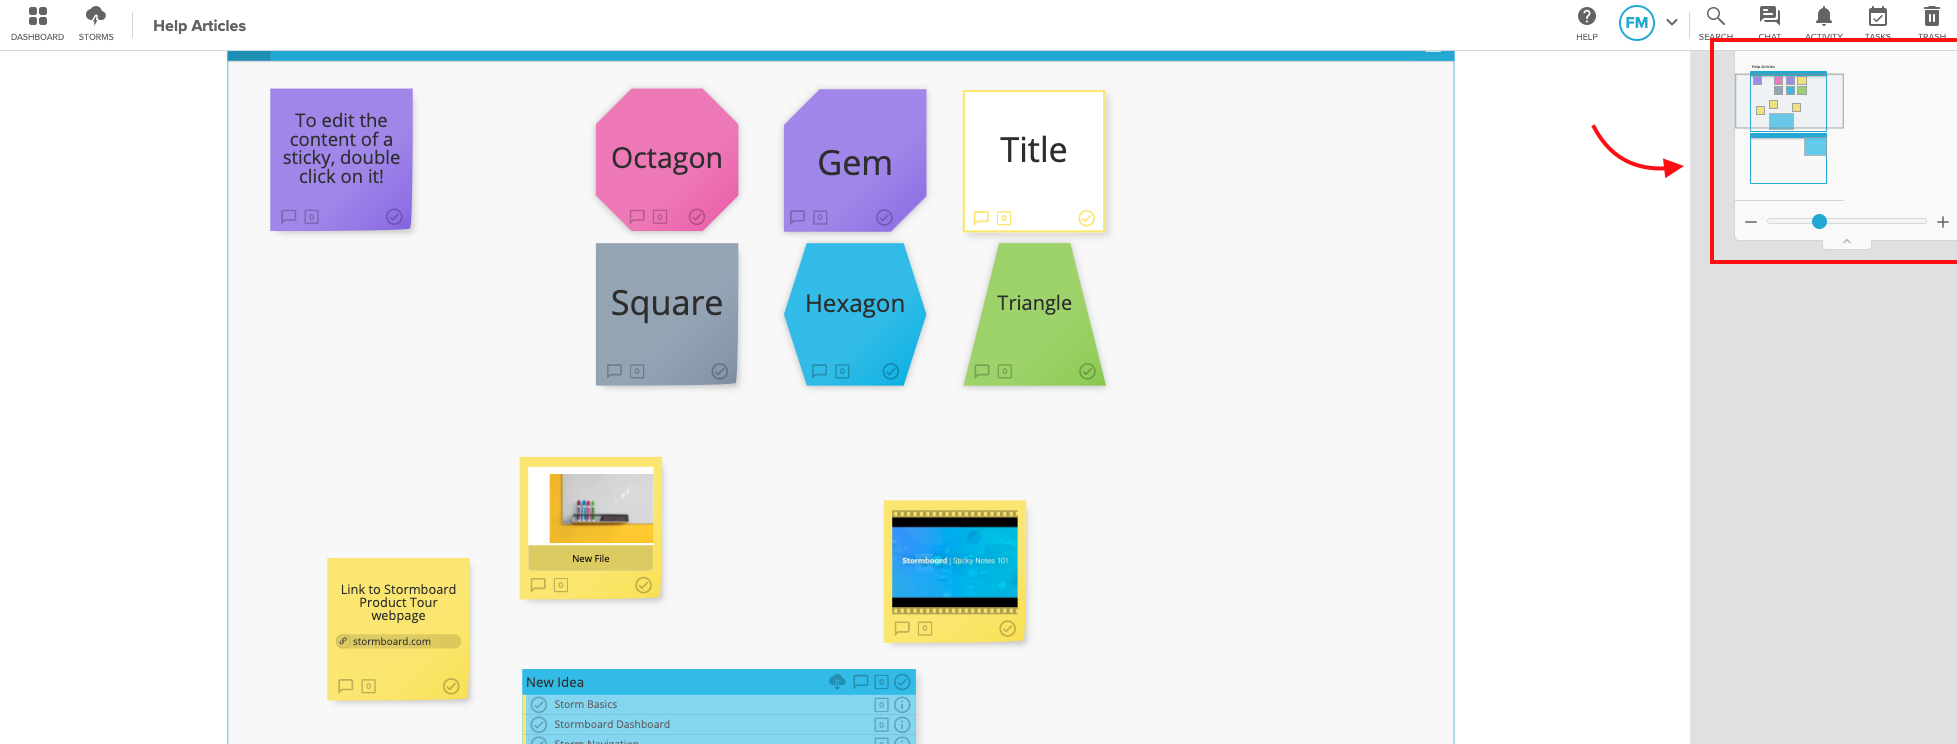 DASHBOARD
STORMS
Help Articles
HELP
FM
SEARCH
CHAT
ACTIVITY
TASKS
TRASH
Help Articles
To edit the
content of a
sticky, double
click on it!
0
Octagon
0
Gem
0
Title
0
Square
0
Hexagon
0
Triangle
0
New File
0
Stormboard | Sticky Notes 101
0
Link to Stormboard
Product Tour
webpage
stormboard.com
0
New Idea
0
Storm Basics
0
Stormboard Dashboard
0
Storm Navigation